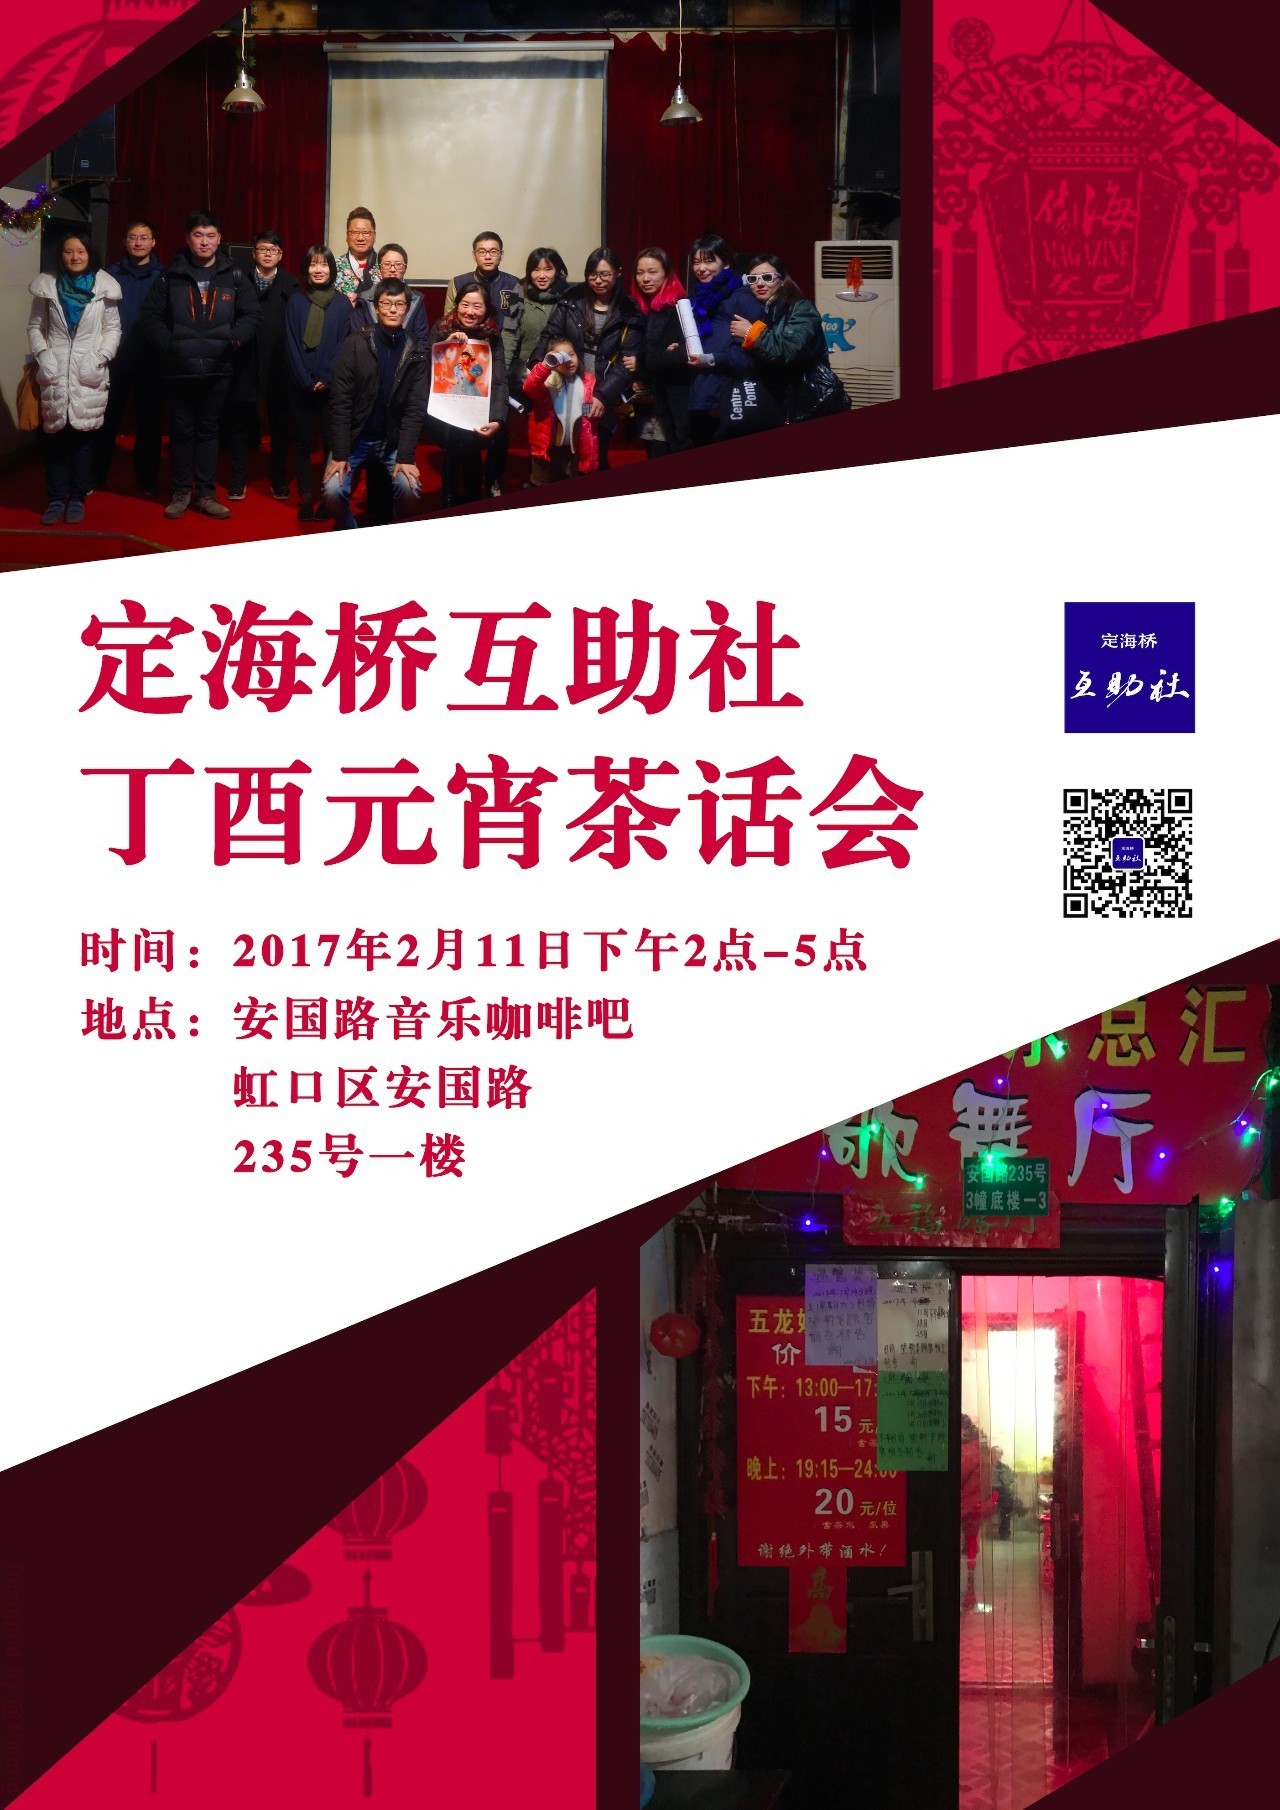 Centre
Pomp
定海桥互助社
丁酉元宵茶话会
定海桥
互助社
时间：2017年2月11日下午2点-5点
地点：安国路音乐咖啡吧
虹口区安国路
235号一楼
总汇
歌舞厅
安国路235号
3幢底楼-3
五龙
价
下午：13:00—17:
15元/
晚上：19:15—24:00
20元/位
谢绝外带酒水！